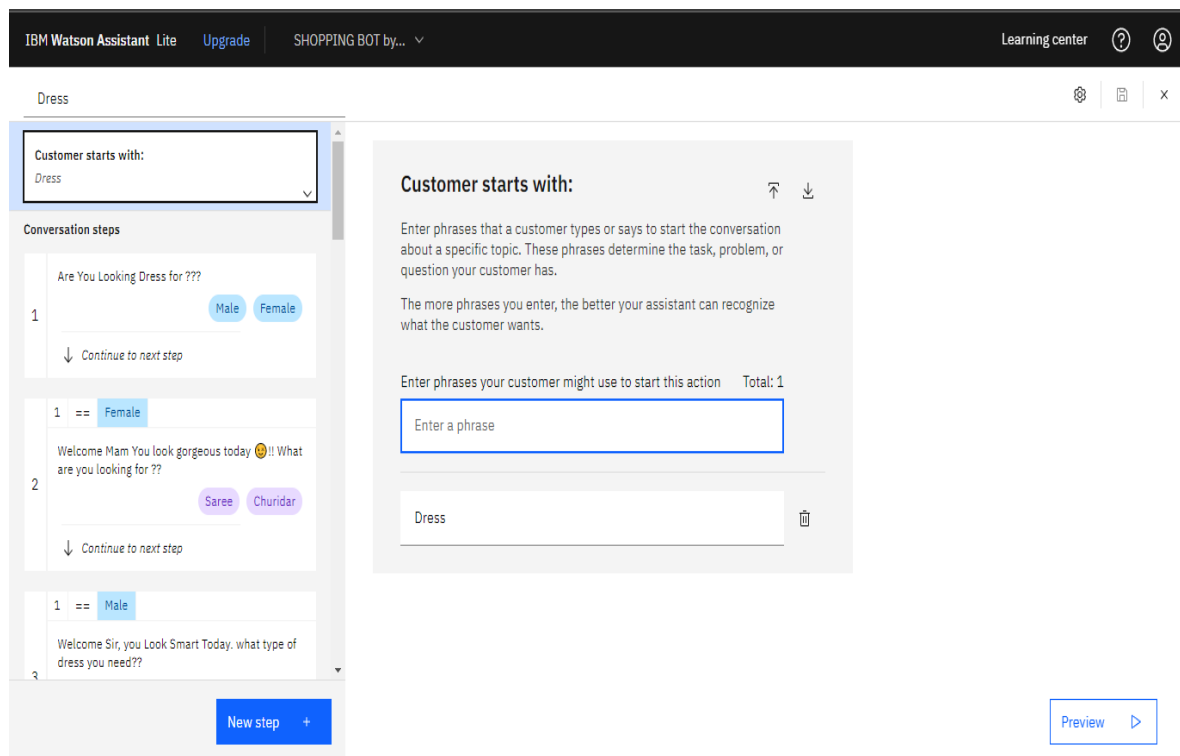 IBM Watson Assistant Lite Upgrade SHOPPING BOT by... Learning center
Dress
Customer starts with:
Dress
Conversation steps
1
Are You Looking Dress for ???
Male Female
Continue to next step
1 == Female
2
Welcome Mam You look gorgeous today 😉!! What
are you looking for ??
Saree Churidar
Continue to next step
1 == Male
3
Welcome Sir, you Look Smart Today. what type of
dress you need??
New step +
Customer starts with:
Enter phrases that a customer types or says to start the conversation
about a specific topic. These phrases determine the task, problem, or
question your customer has.
The more phrases you enter, the better your assistant can recognize
what the customer wants.
Enter phrases your customer might use to start this action Total: 1
Enter a phrase
Dress
Preview